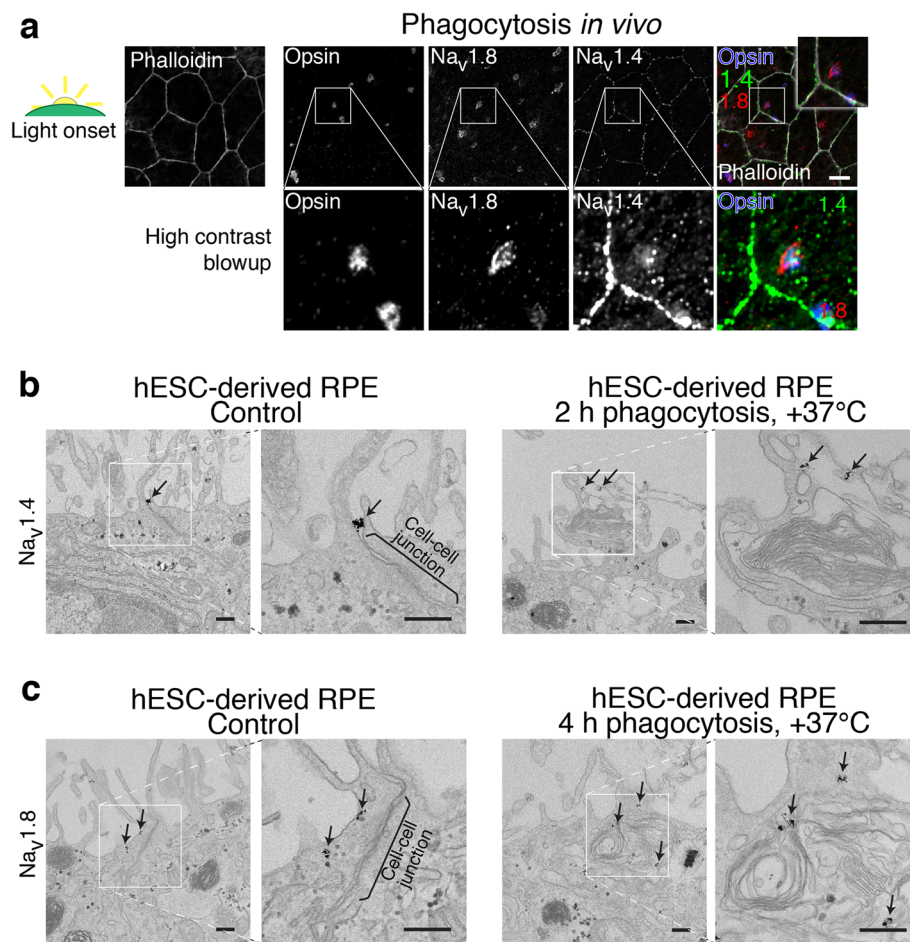 a
Phagocytosis in vivo
Light onset
Phalloidin
Opsin
Nav1.8
Nav1.4
Opsin
1.4
1.8
Phalloidin
High contrast
blowup
Opsin
Nav1.8
Nav1.4
Opsin
1.4
1.8
b
hESC-derived RPE
Control
hESC-derived RPE
2 h phagocytosis, +37°C
Nav1.4
Cell-cell
junction
c
hESC-derived RPE
Control
hESC-derived RPE
4 h phagocytosis, +37°C
Nav1.8
Cell-cell
junction